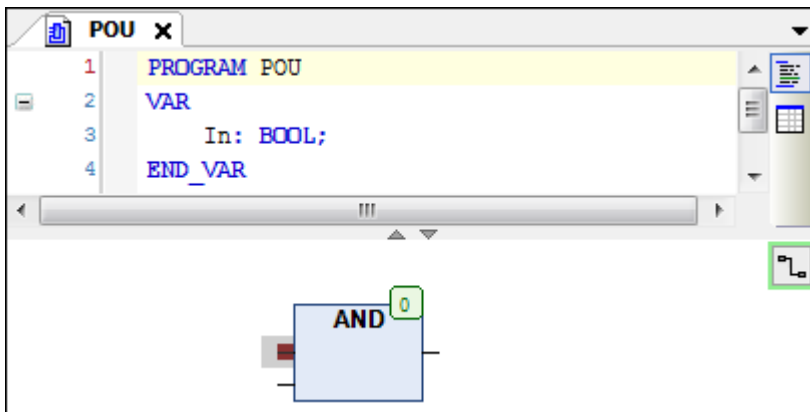 POU
1 PROGRAM POU
2 VAR
3 In: BOOL;
4 END_VAR
AND
0